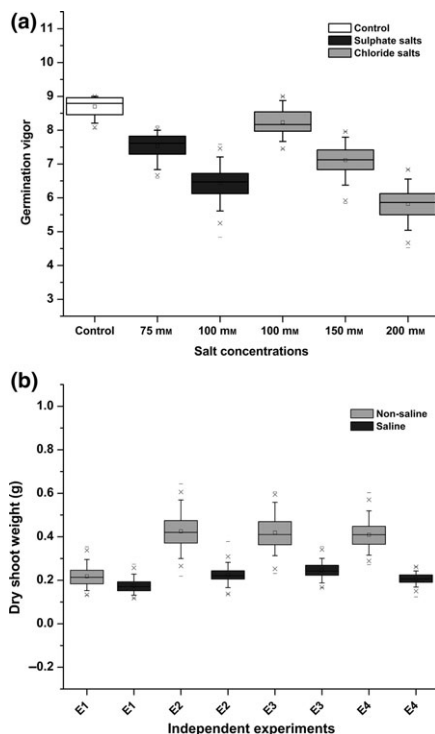 (a)
Control
Sulphate salts
Chloride salts
11
10
9
8
7
6
5
4
3
Germination vigor
Control 75 mM 100 mM 100 mM 150 mM 200 mM
Salt concentrations
(b)
Non-saline
Saline
1.0
0.8
0.6
0.4
0.2
0.0
−0.2
Dry shoot weight (g)
E1 E1 E2 E2 E3 E3 E4 E4
Independent experiments